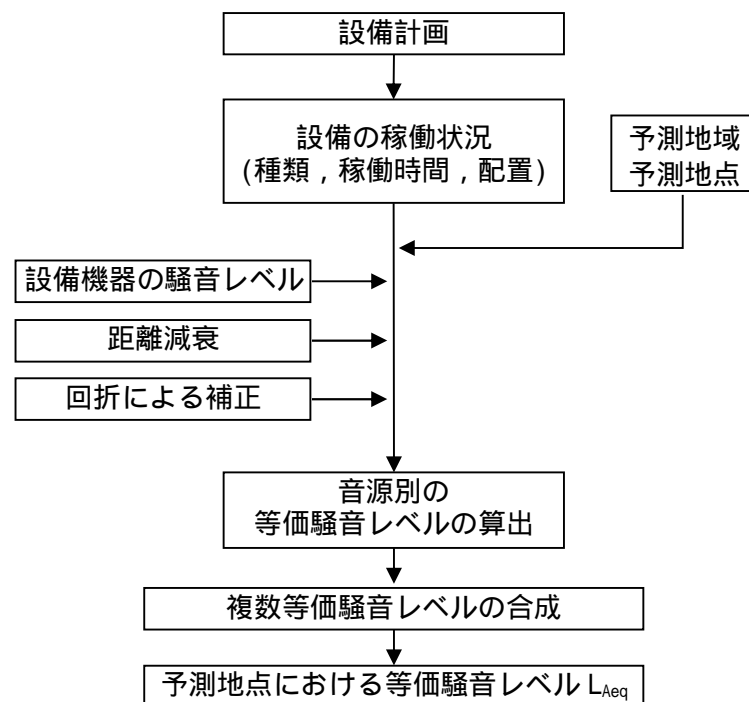 設備計画
設備の稼働状況
(種類，稼働時間，配置)
予測地域
予測地点
設備機器の騒音レベル
距離減衰
回折による補正
音源別の
等価騒音レベルの算出
複数等価騒音レベルの合成
予測地点における等価騒音レベル LAeq